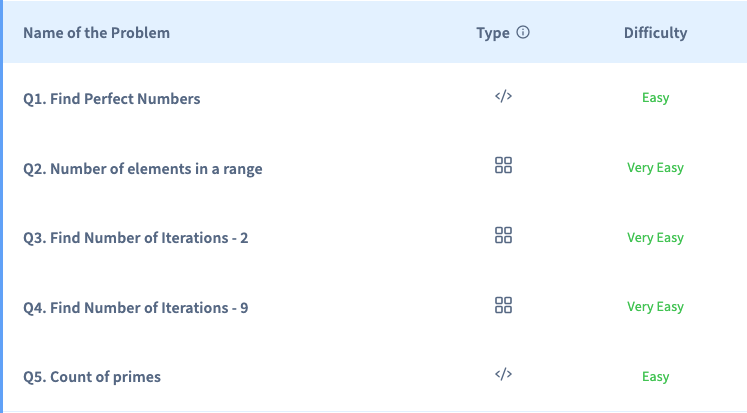 Name of the Problem Type Difficulty
Q1. Find Perfect Numbers </> Easy
Q2. Number of elements in a range Very Easy
Q3. Find Number of Iterations - 2 Very Easy
Q4. Find Number of Iterations - 9 Very Easy
Q5. Count of primes </> Easy